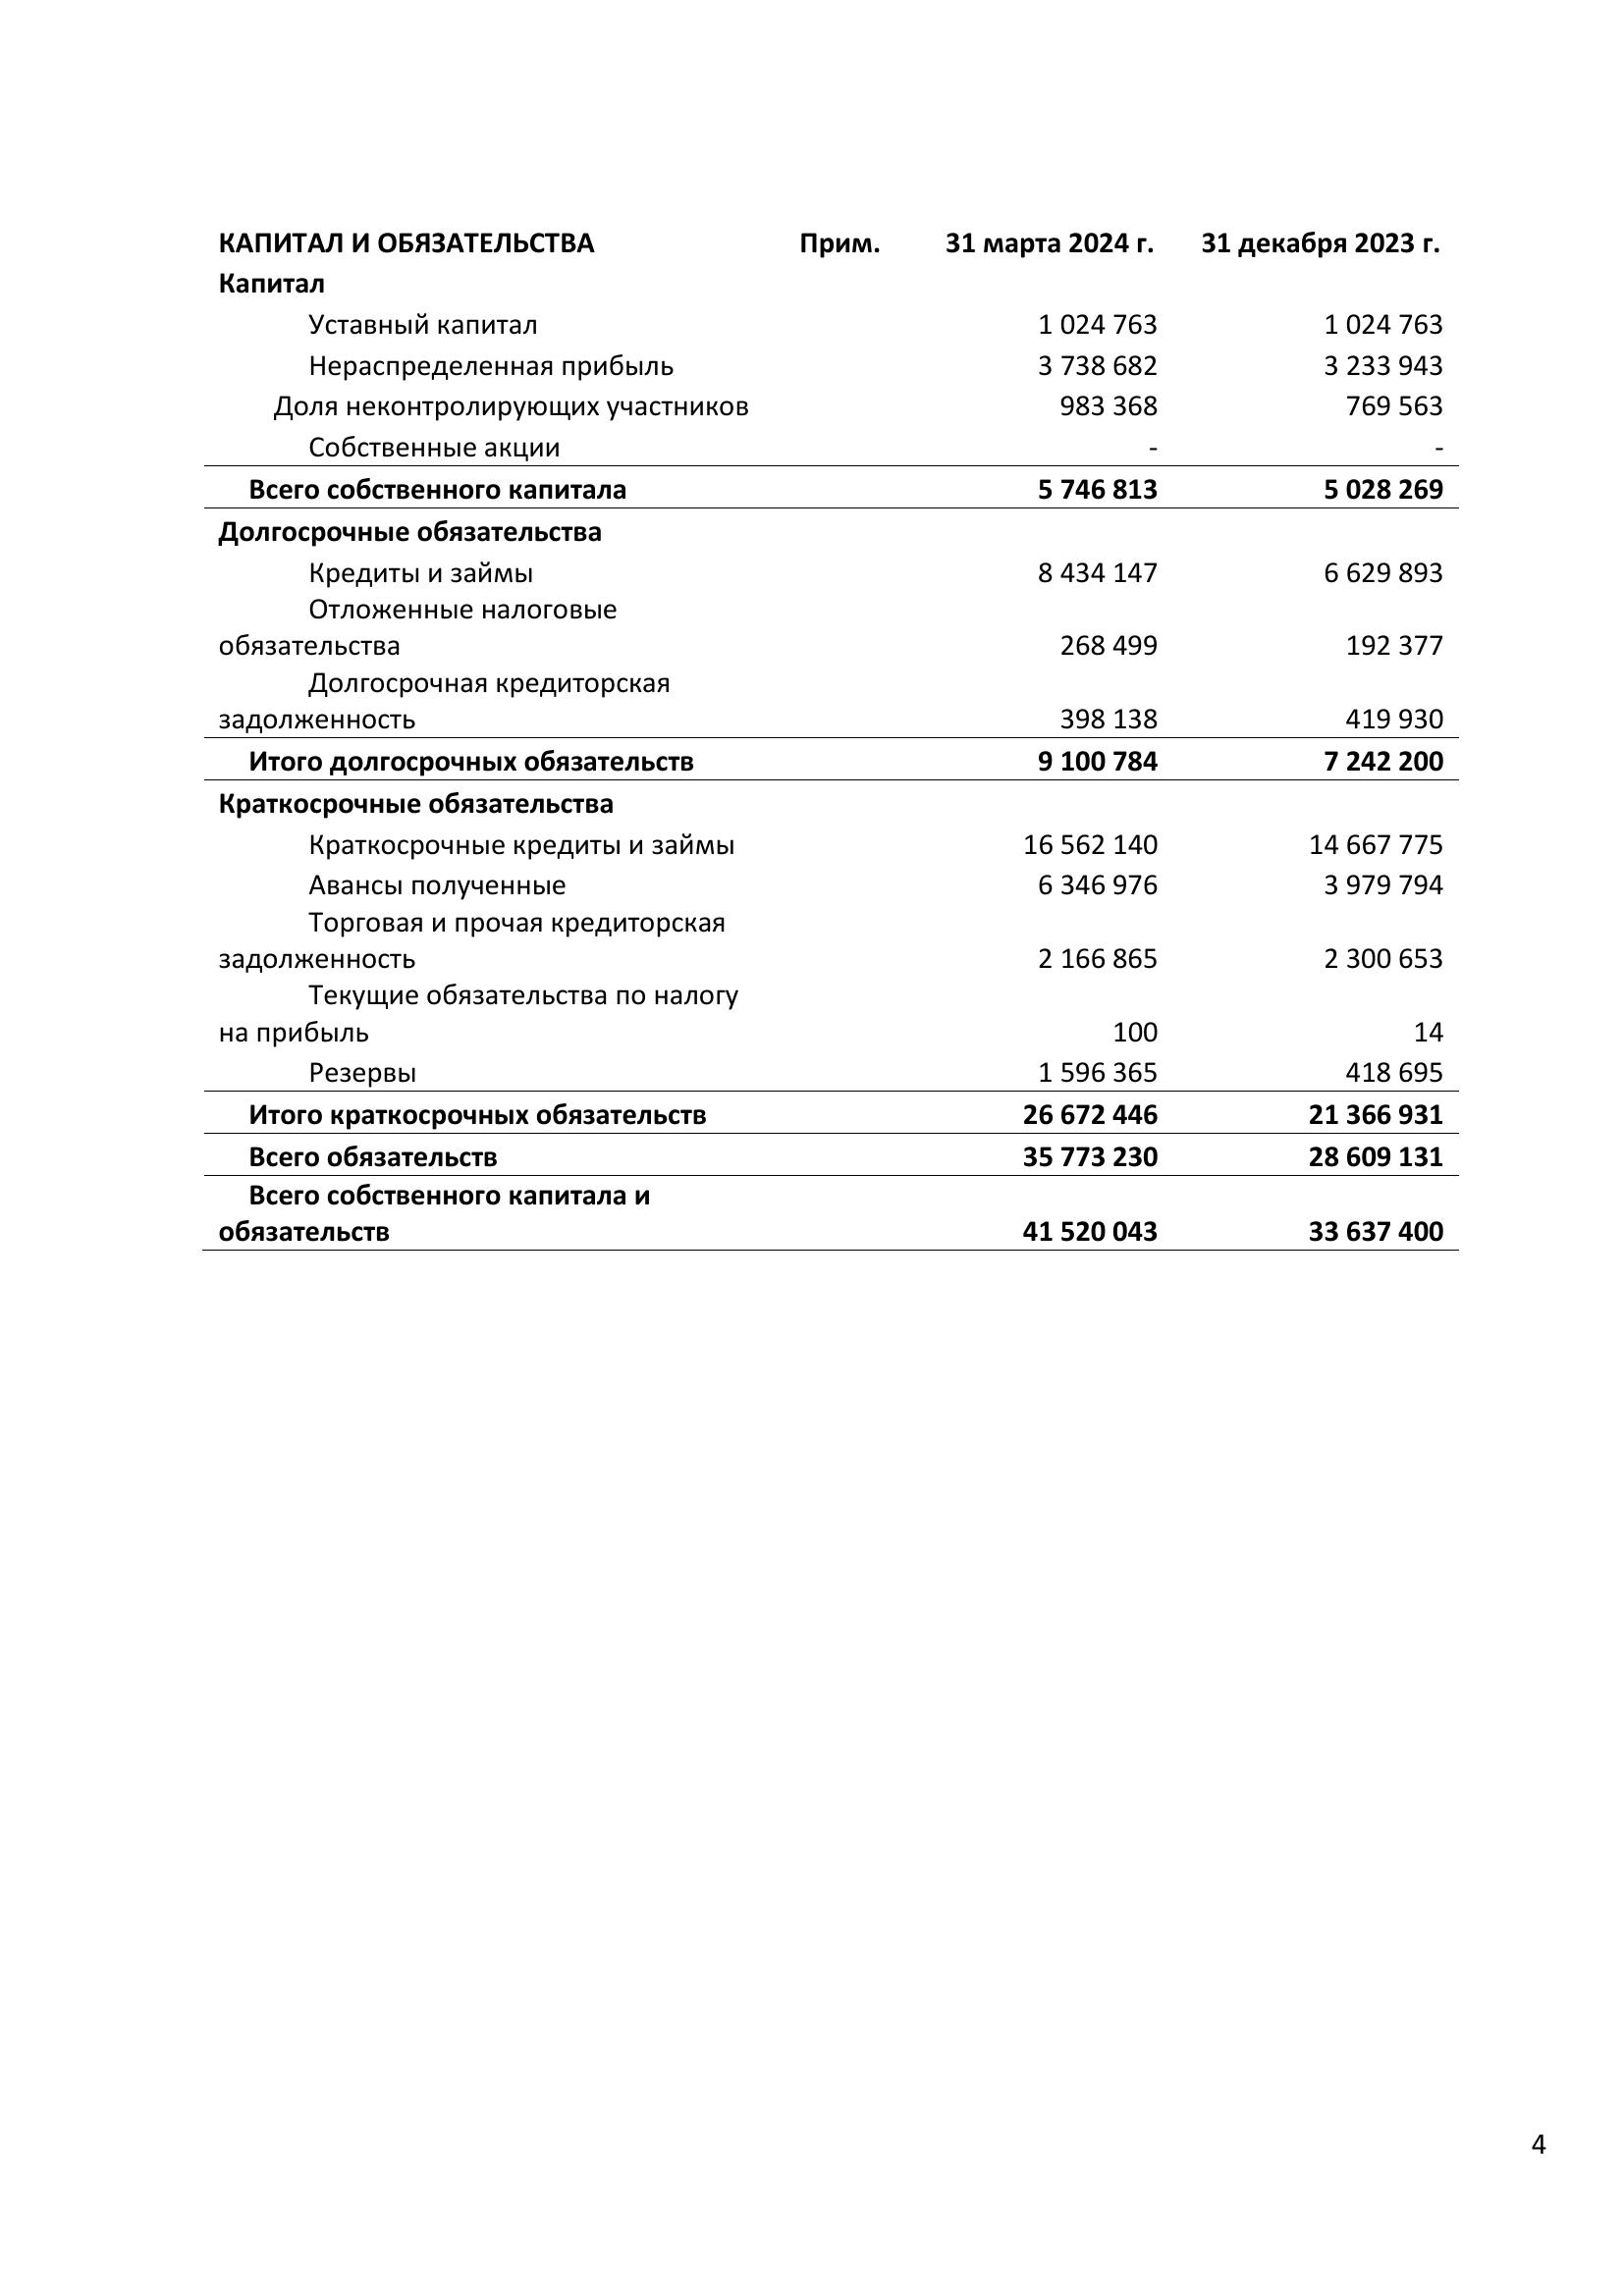 КАПИТАЛ И ОБЯЗАТЕЛЬСТВА Прим. 31 марта 2024 г. 31 декабря 2023 г.
Капитал
Уставный капитал 1 024 763 1 024 763
Нераспределенная прибыль 3 738 682 3 233 943
Доля неконтролирующих участников 983 368 769 563
Собственные акции - -
Всего собственного капитала 5 746 813 5 028 269
Долгосрочные обязательства
Кредиты и займы 8 434 147 6 629 893
Отложенные налоговые
обязательства 268 499 192 377
Долгосрочная кредиторская
задолженность 398 138 419 930
Итого долгосрочных обязательств 9 100 784 7 242 200
Краткосрочные обязательства
Краткосрочные кредиты и займы 16 562 140 14 667 775
Авансы полученные 6 346 976 3 979 794
Торговая и прочая кредиторская
задолженность 2 166 865 2 300 653
Текущие обязательства по налогу
на прибыль 100 14
Резервы 1 596 365 418 695
Итого краткосрочных обязательств 26 672 446 21 366 931
Всего обязательств 35 773 230 28 609 131
Всего собственного капитала и
обязательств 41 520 043 33 637 400
4